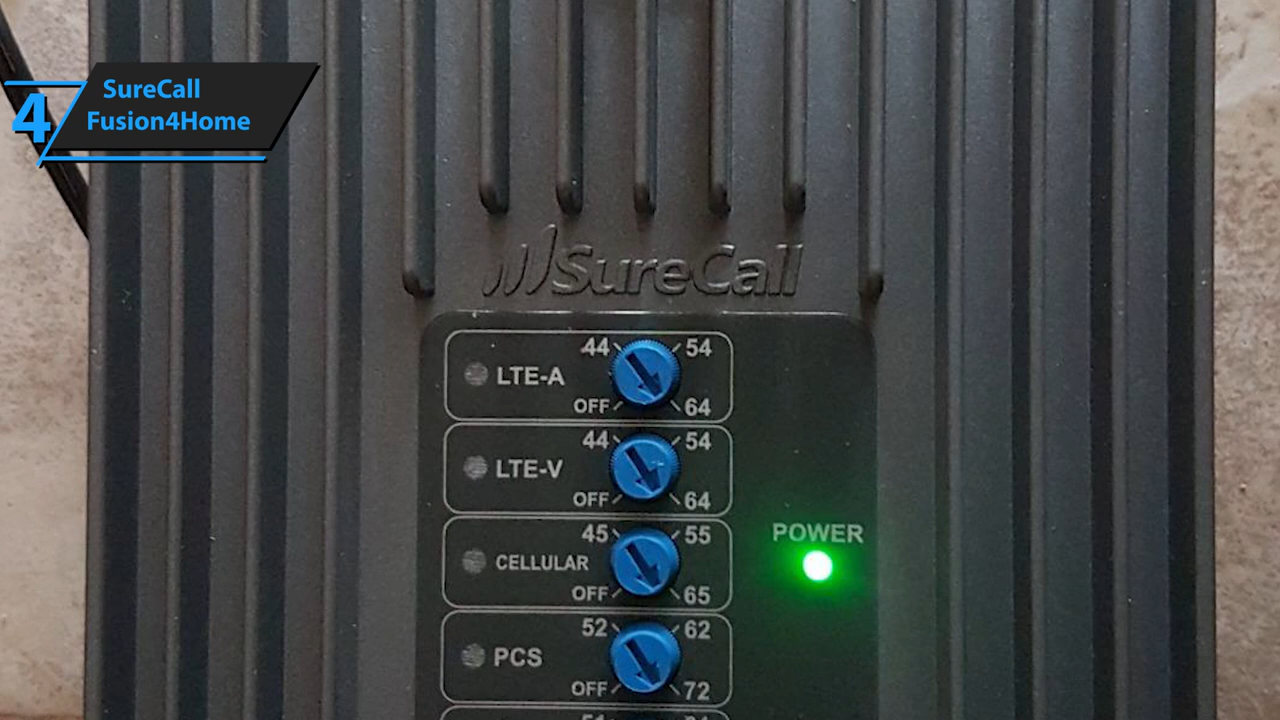 4
SureCall
Fusion4Home
SureCall
44 54
LTE-A
OFF 64
44 54
LTE-V
OFF 64
45 55
CELLULAR
OFF 65
POWER
52 62
PCS
OFF 72